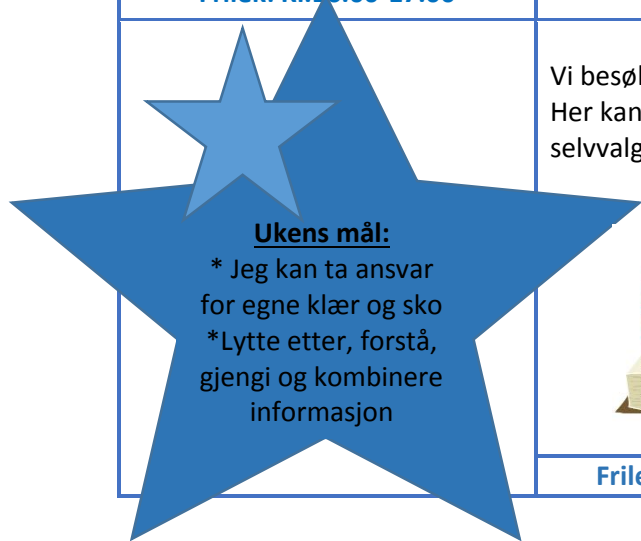 Vi besøk
Her kan
selvvalg
Ukens mål:
* Jeg kan ta ansvar
for egne klær og sko
*Lytte etter, forstå,
gjengi og kombinere
informasjon
Frile